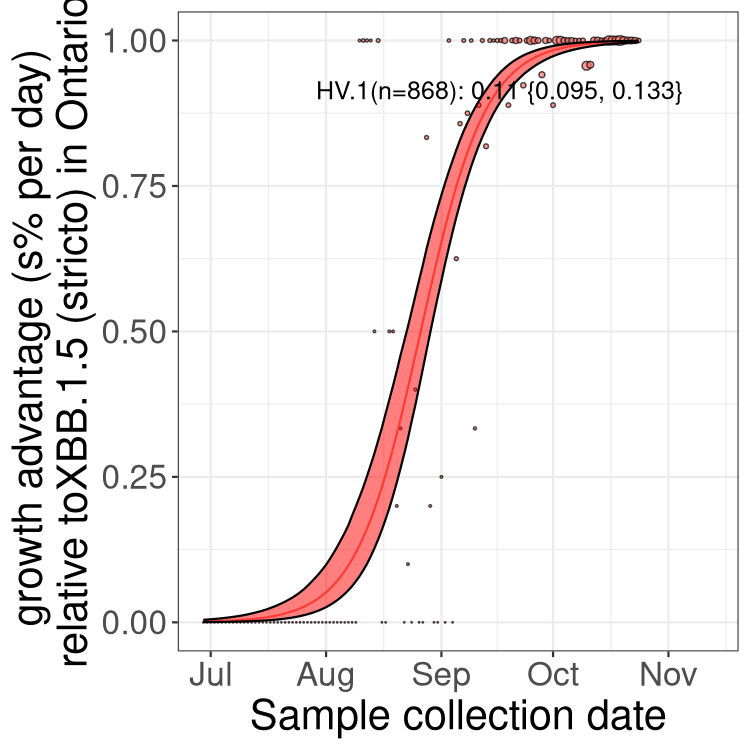 growth advantage (s% per day)
relative toXBB.1.5 (stricto) in Ontario
1.00
0.75
0.50
0.25
0.00
HV.1(n=868): 0.11 {0.095, 0.133}
Jul Aug Sep Oct Nov
Sample collection date